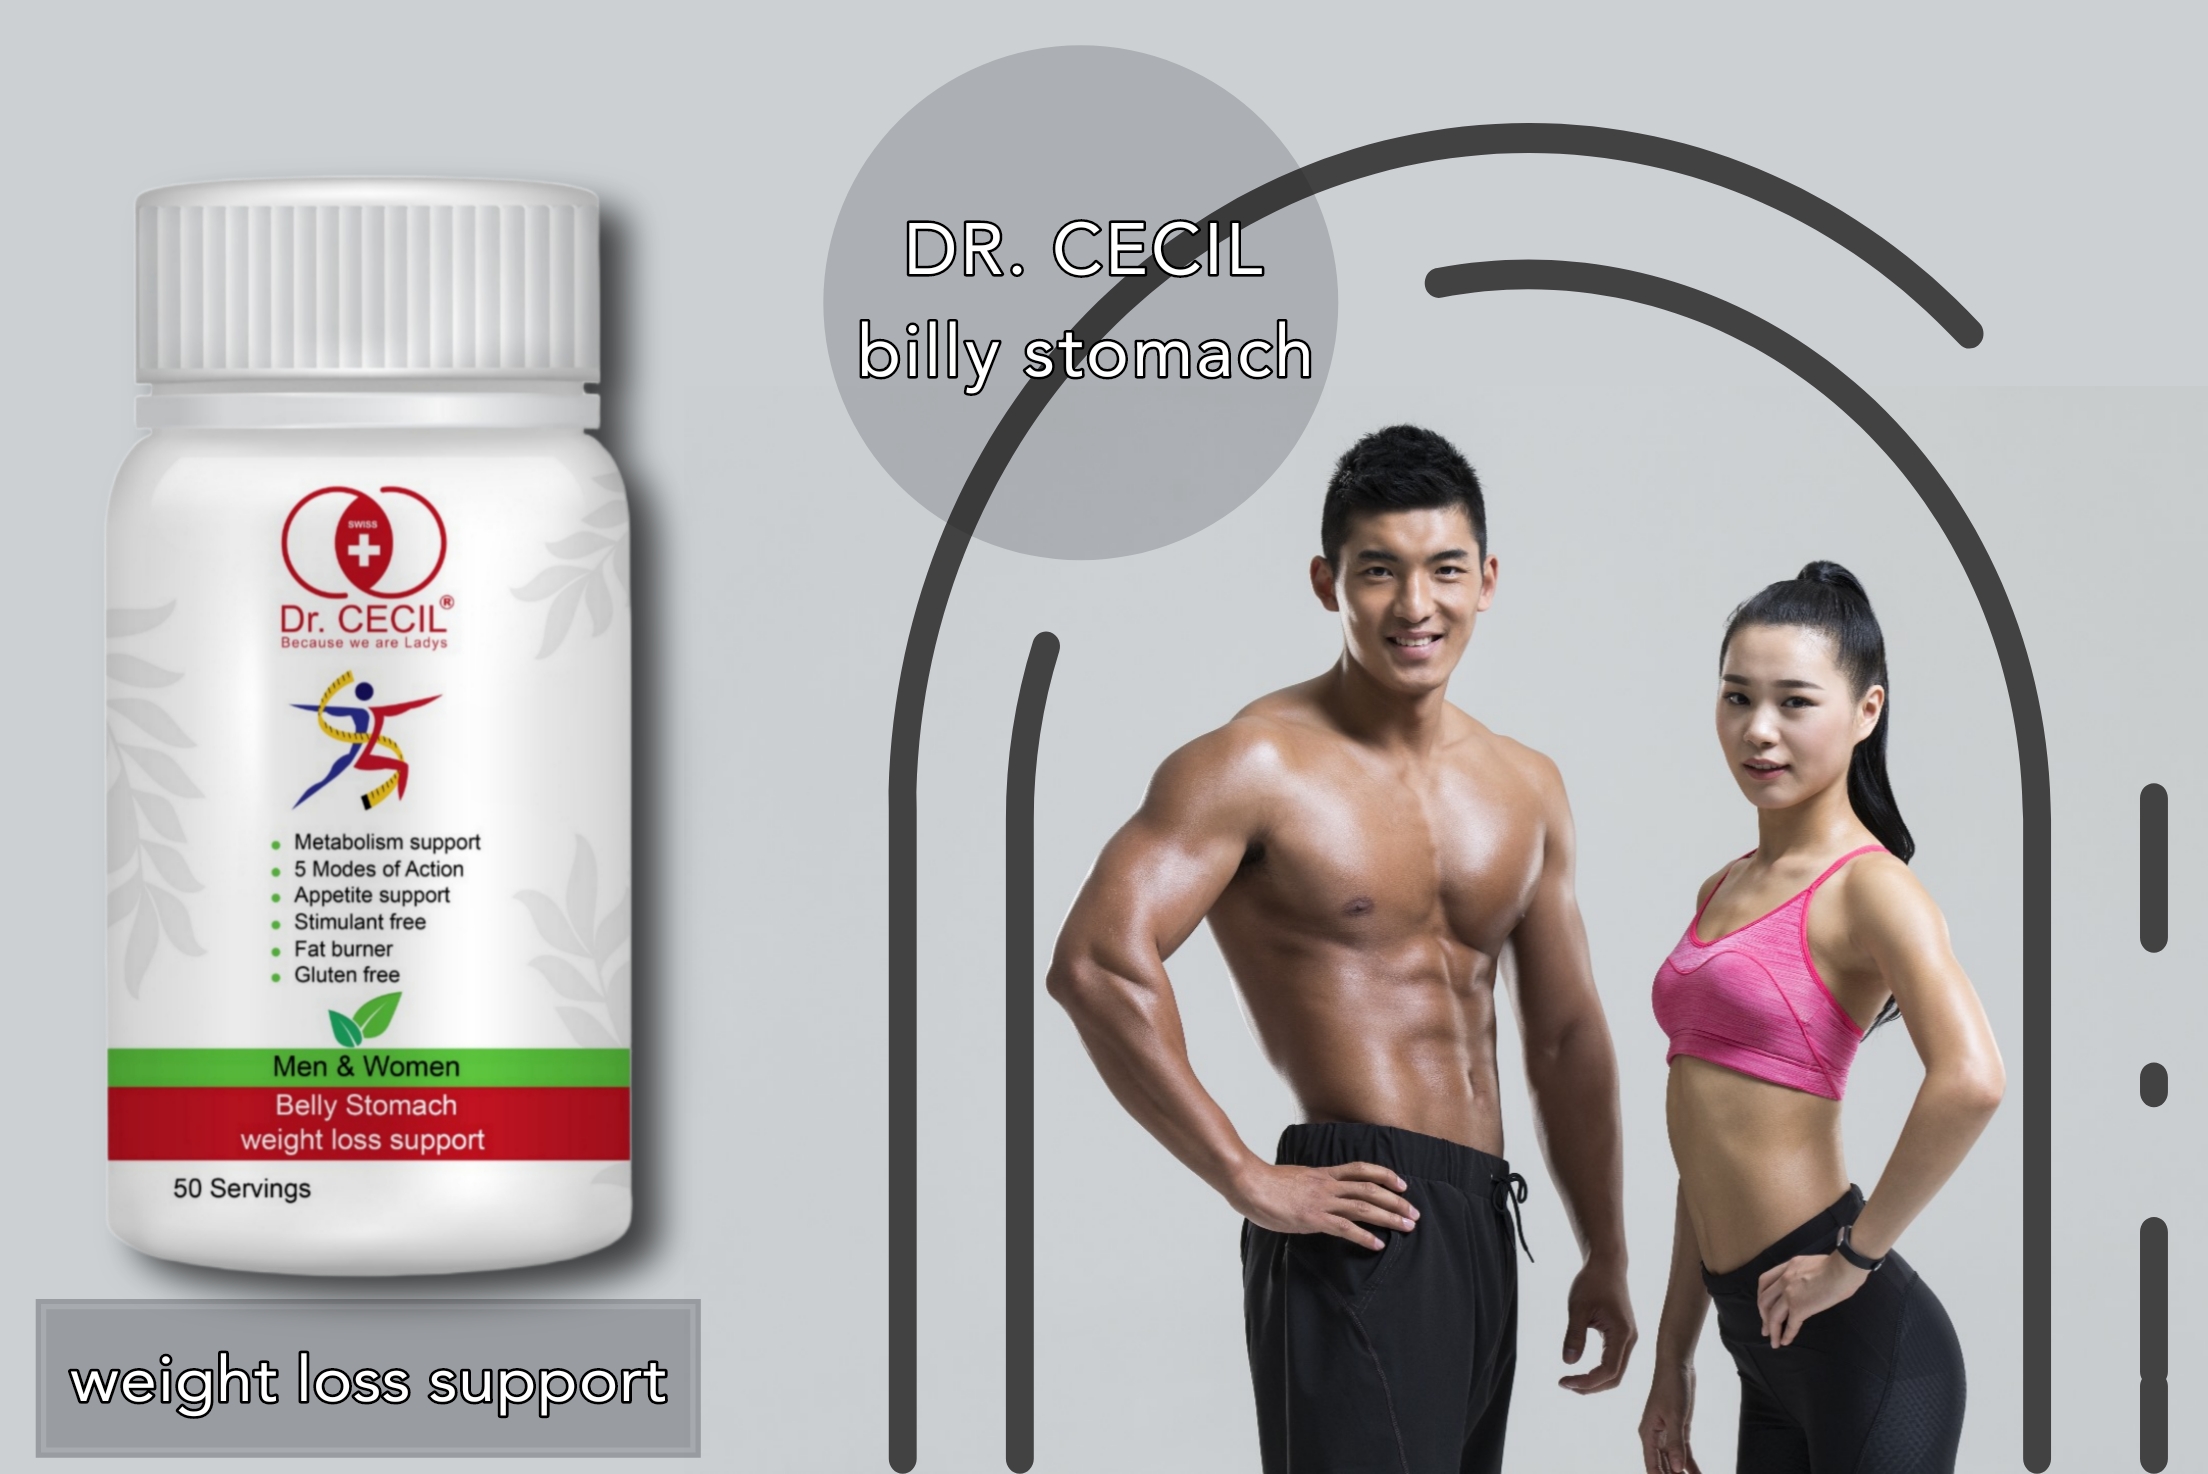 DR. CECIL
billy stomach
SWISS
Dr. CECIL®
Because we are Ladys
Metabolism support
5 Modes of Action
Appetite support
Stimulant free
Fat burner
Gluten free
Men & Women
Belly Stomach
weight loss support
50 Servings
weight loss support